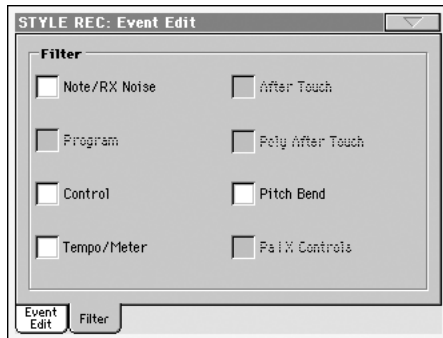 STYLE REC: Event Edit
Filter
Note/RX Noise
After Touch
Program
Poly After Touch
Control
Pitch Bend
Tempo/Meter
Pa1X Controls
Event Edit
Filter